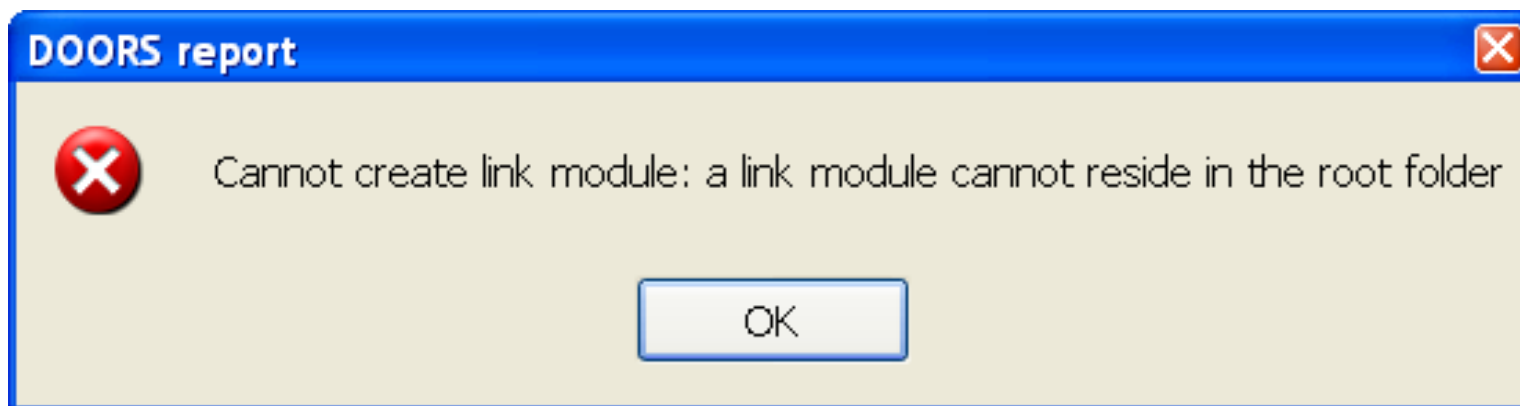 DOORS report
Cannot create link module: a link module cannot reside in the root folder
OK